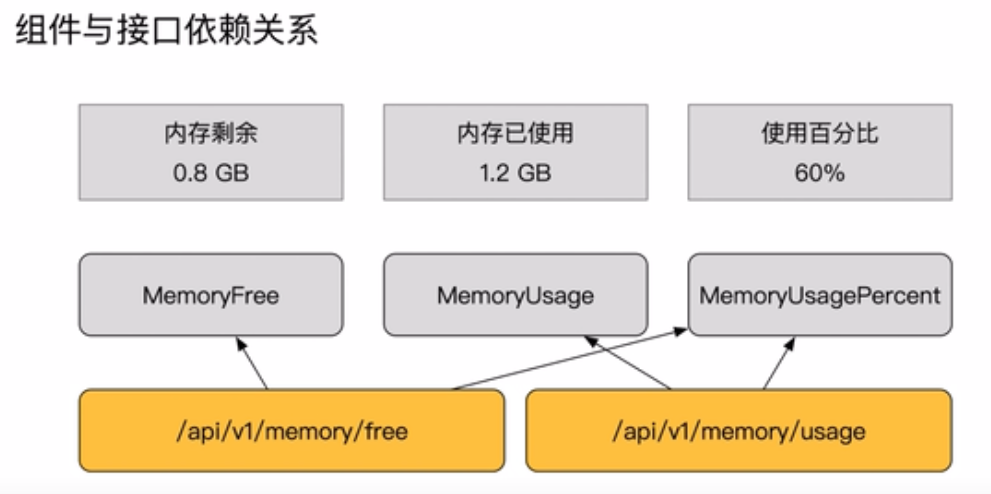 组件与接口依赖关系
内存剩余
0.8 GB
内存已使用
1.2 GB
使用百分比
60%
MemoryFree
MemoryUsage
MemoryUsagePercent
/api/v1/memory/free
/api/v1/memory/usage